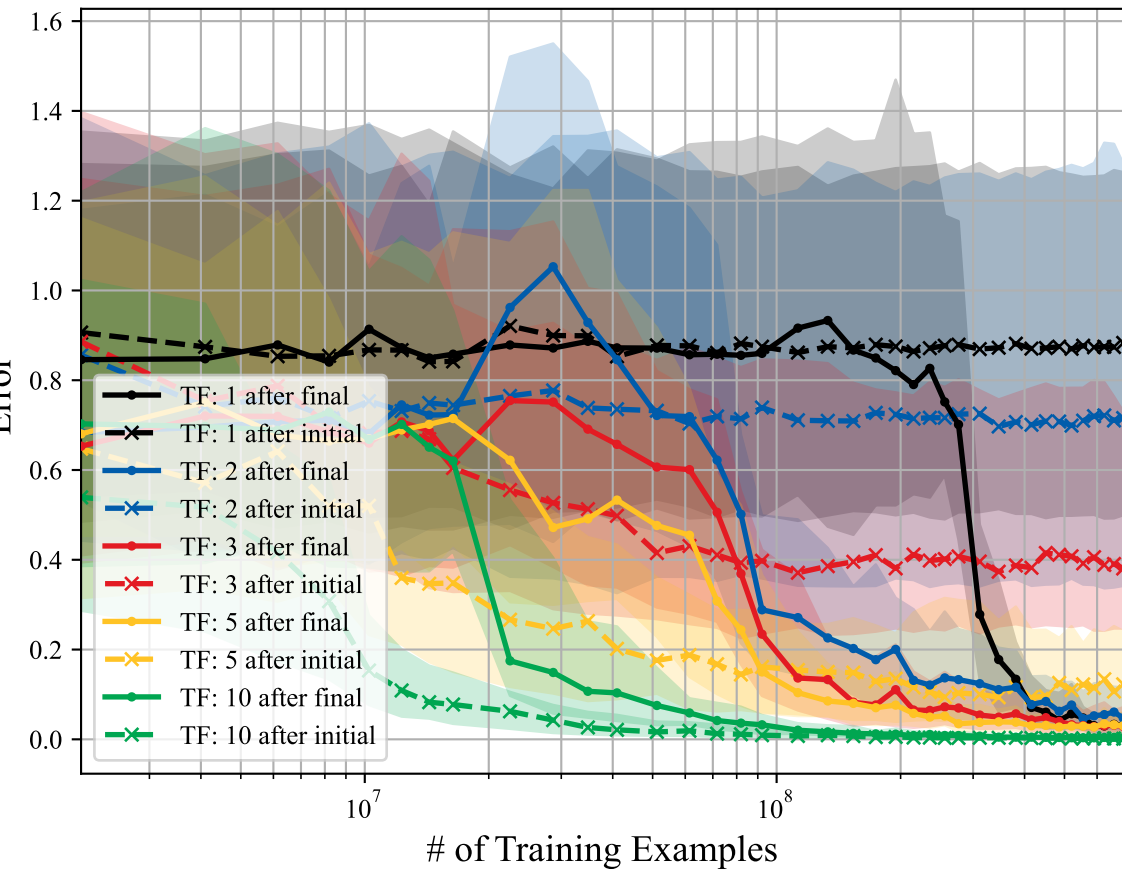 1.6
1.4
1.2
1.0
0.8
0.6
0.4
0.2
0.0
Error
TF: 1 after final
TF: 1 after initial
TF: 2 after final
TF: 2 after initial
TF: 3 after final
TF: 3 after initial
TF: 5 after final
TF: 5 after initial
TF: 10 after final
TF: 10 after initial
10⁷
10⁸
# of Training Examples